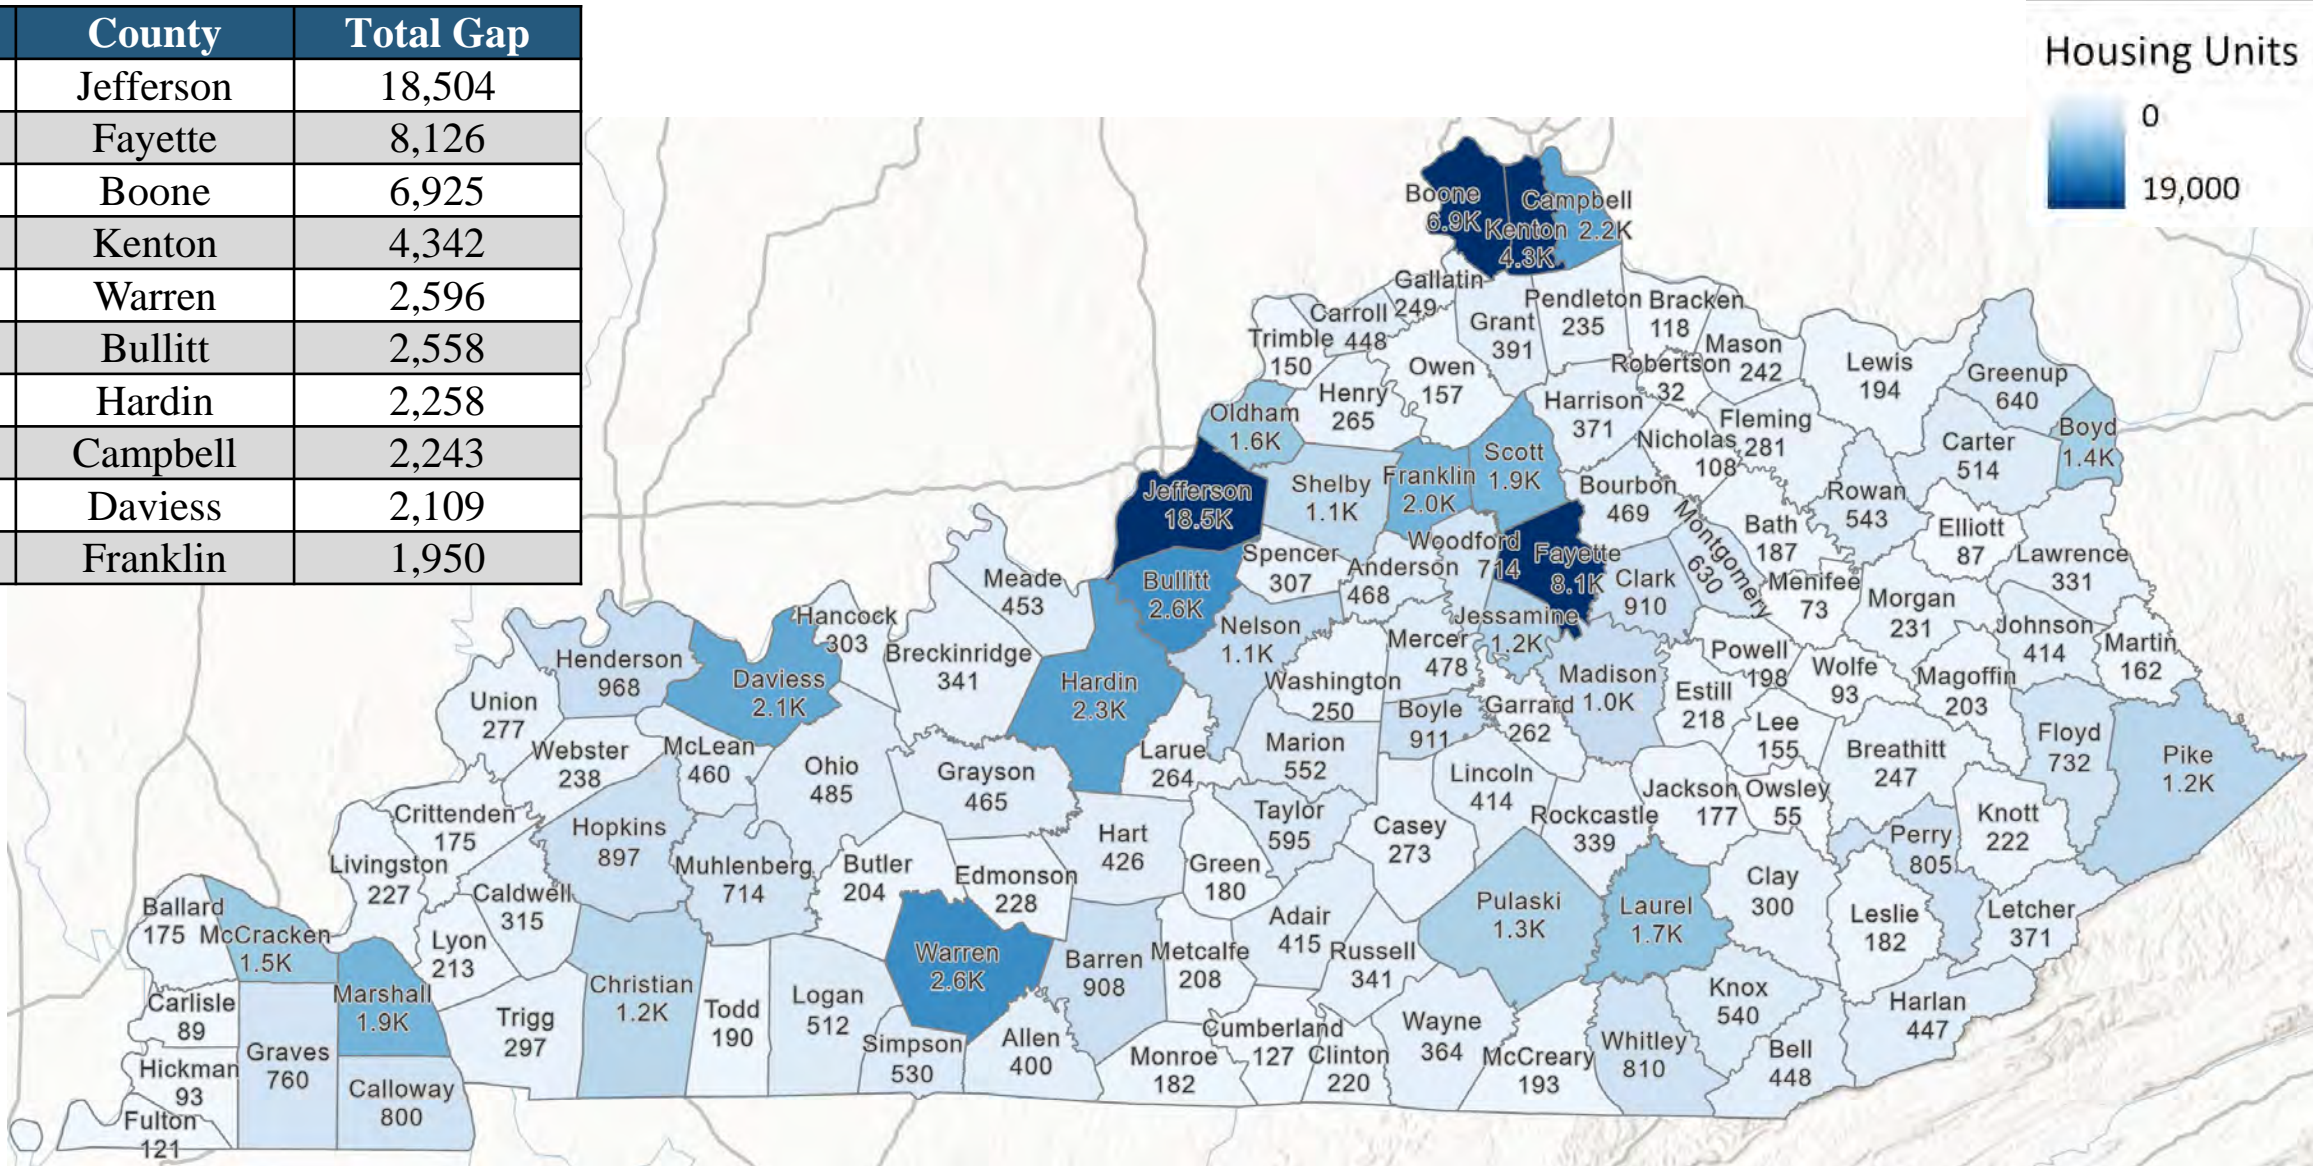 County Total Gap
Jefferson 18,504
Fayette 8,126
Boone 6,925
Kenton 4,342
Warren 2,596
Bullitt 2,558
Hardin 2,258
Campbell 2,243
Daviess 2,109
Franklin 1,950
Housing Units
0
19,000
Boone
6.9K
Kenton
4.3K
Campbell
2.2K
Gallatin
249
Carroll
448
Trimble
150
Grant
391
Pendleton
235
Bracken
118
Mason
242
Robertson
32
Lewis
194
Greenup
640
Boyd
1.4K
Carter
514
Owen
157
Henry
265
Oldham
1.6K
Harrison
371
Fleming
281
Nicholas
108
Rowan
543
Elliott
87
Lawrence
331
Jefferson
18.5K
Shelby
1.1K
Franklin
2.0K
Scott
1.9K
Bourbon
469
Montgomery
630
Bath
187
Menifee
73
Morgan
231
Johnson
414
Martin
162
Meade
453
Bullitt
2.6K
Spencer
307
Anderson
468
Woodford
714
Fayette
8.1K
Clark
910
Jessamine
1.2K
Hancock
303
Breckinridge
341
Hardin
2.3K
Nelson
1.1K
Washington
250
Mercer
478
Madison
1.0K
Powell
198
Estill
218
Wolfe
93
Magoffin
203
Lee
155
Floyd
732
Pike
1.2K
Henderson
968
Daviess
2.1K
Union
277
Webster
238
McLean
460
Ohio
485
Grayson
465
Larue
264
Marion
552
Boyle
911
Garrard
262
Lincoln
414
Rockcastle
339
Jackson
177
Owsley
55
Breathitt
247
Knott
222
Perry
805
Crittenden
175
Livingston
227
Hopkins
897
Muhlenberg
714
Butler
204
Edmonson
228
Hart
426
Green
180
Taylor
595
Casey
273
Pulaski
1.3K
Laurel
1.7K
Clay
300
Leslie
182
Letcher
371
Ballard
175
McCracken
1.5K
Lyon
213
Caldwell
315
Christian
1.2K
Todd
190
Logan
512
Warren
2.6K
Barren
908
Metcalfe
208
Adair
415
Russell
341
Knox
540
Harlan
447
Carlisle
89
Marshall
1.9K
Graves
760
Trigg
297
Simpson
530
Allen
400
Monroe
182
Cumberland
127
Clinton
220
Wayne
364
McCreary
193
Whitley
810
Bell
448
Hickman
93
Calloway
800
Fulton
121